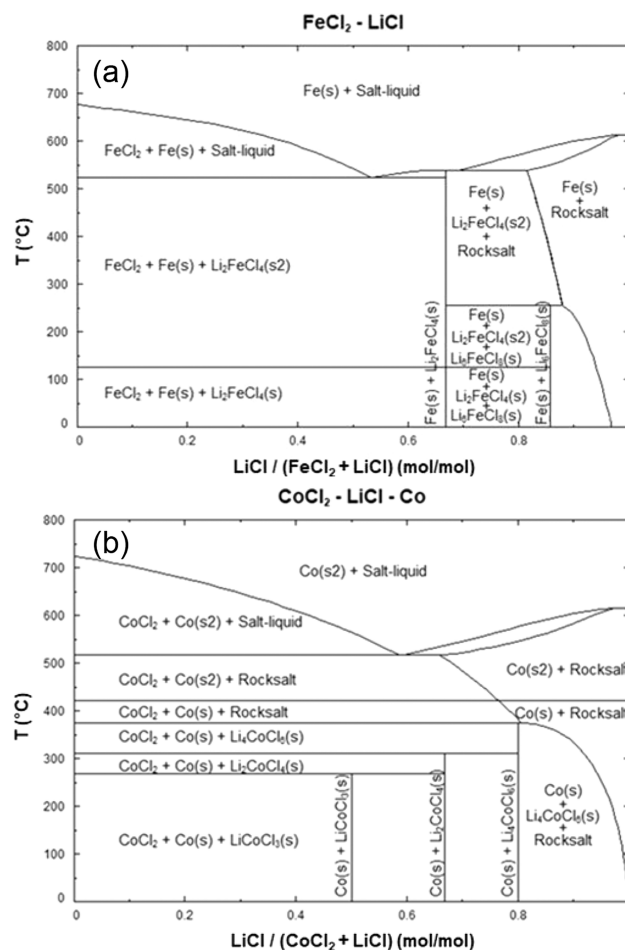 FeCl₂ - LiCl
(a)
T (°C)
800
700
600
500
400
300
200
100
0
Fe(s) + Salt-liquid
FeCl₂ + Fe(s) + Salt-liquid
FeCl₂ + Fe(s) + Li₂FeCl₄(s2)
FeCl₂ + Fe(s) + Li₂FeCl₄(s)
Fe(s) + Li₂FeCl₄(s)
Fe(s)
+
Li₂FeCl₄(s2)
+
Rocksalt
Fe(s)
+
Rocksalt
Fe(s)
+
Li₂FeCl₄(s2)
+
Li₆FeCl₈(s)
Fe(s)
+
Li₂FeCl₄(s)
+
Li₆FeCl₈(s)
Fe(s) + Li₆FeCl₈(s)
0
0.2
0.4
0.6
0.8
LiCl / (FeCl₂ + LiCl) (mol/mol)
CoCl₂ - LiCl - Co
(b)
T (°C)
800
700
600
500
400
300
200
100
0
Co(s2) + Salt-liquid
CoCl₂ + Co(s2) + Salt-liquid
CoCl₂ + Co(s2) + Rocksalt
Co(s2) + Rocksalt
CoCl₂ + Co(s) + Rocksalt
Co(s) + Rocksalt
CoCl₂ + Co(s) + Li₄CoCl₆(s)
CoCl₂ + Co(s) + Li₂CoCl₄(s)
CoCl₂ + Co(s) + LiCoCl₃(s)
Co(s) + LiCoCl₃(s)
Co(s) + Li₂CoCl₄(s)
Co(s) + Li₄CoCl₆(s)
Co(s)
+
Li₄CoCl₆(s)
+
Rocksalt
0
0.2
0.4
0.6
0.8
LiCl / (CoCl₂ + LiCl) (mol/mol)